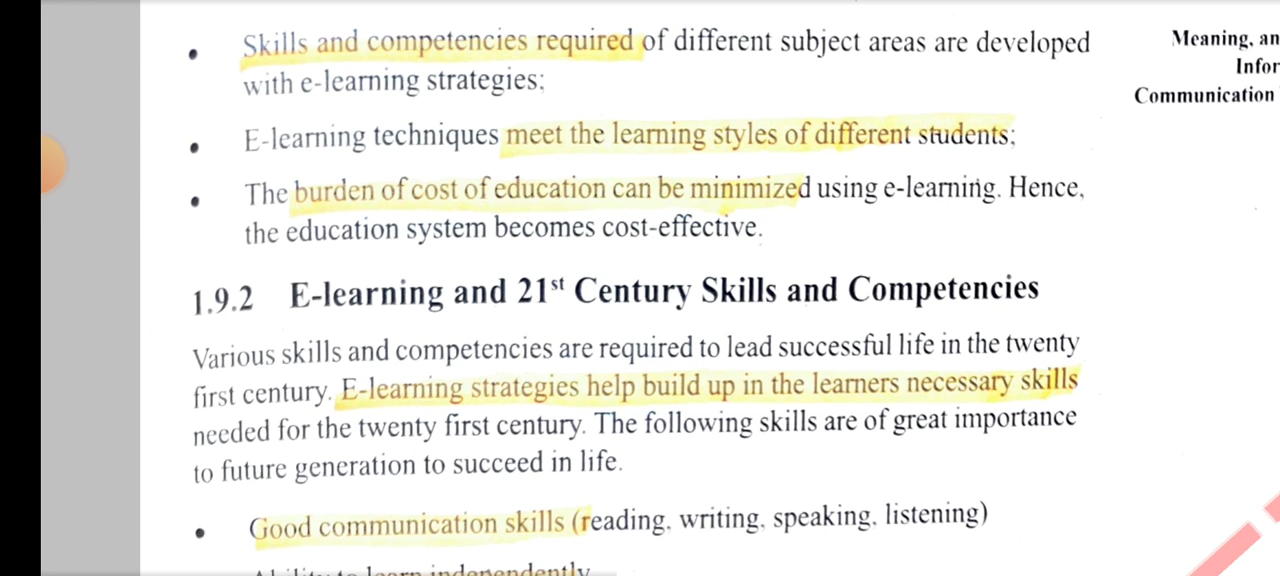 • Skills and competencies required of different subject areas are developed
with e-learning strategies;
• E-learning techniques meet the learning styles of different students;
• The burden of cost of education can be minimized using e-learning. Hence,
the education system becomes cost-effective.
Meaning, an
Infor
Communication
1.9.2 E-learning and 21st Century Skills and Competencies
Various skills and competencies are required to lead successful life in the twenty
first century. E-learning strategies help build up in the learners necessary skills
needed for the twenty first century. The following skills are of great importance
to future generation to succeed in life.
• Good communication skills (reading, writing, speaking, listening)
Ability to learn independently